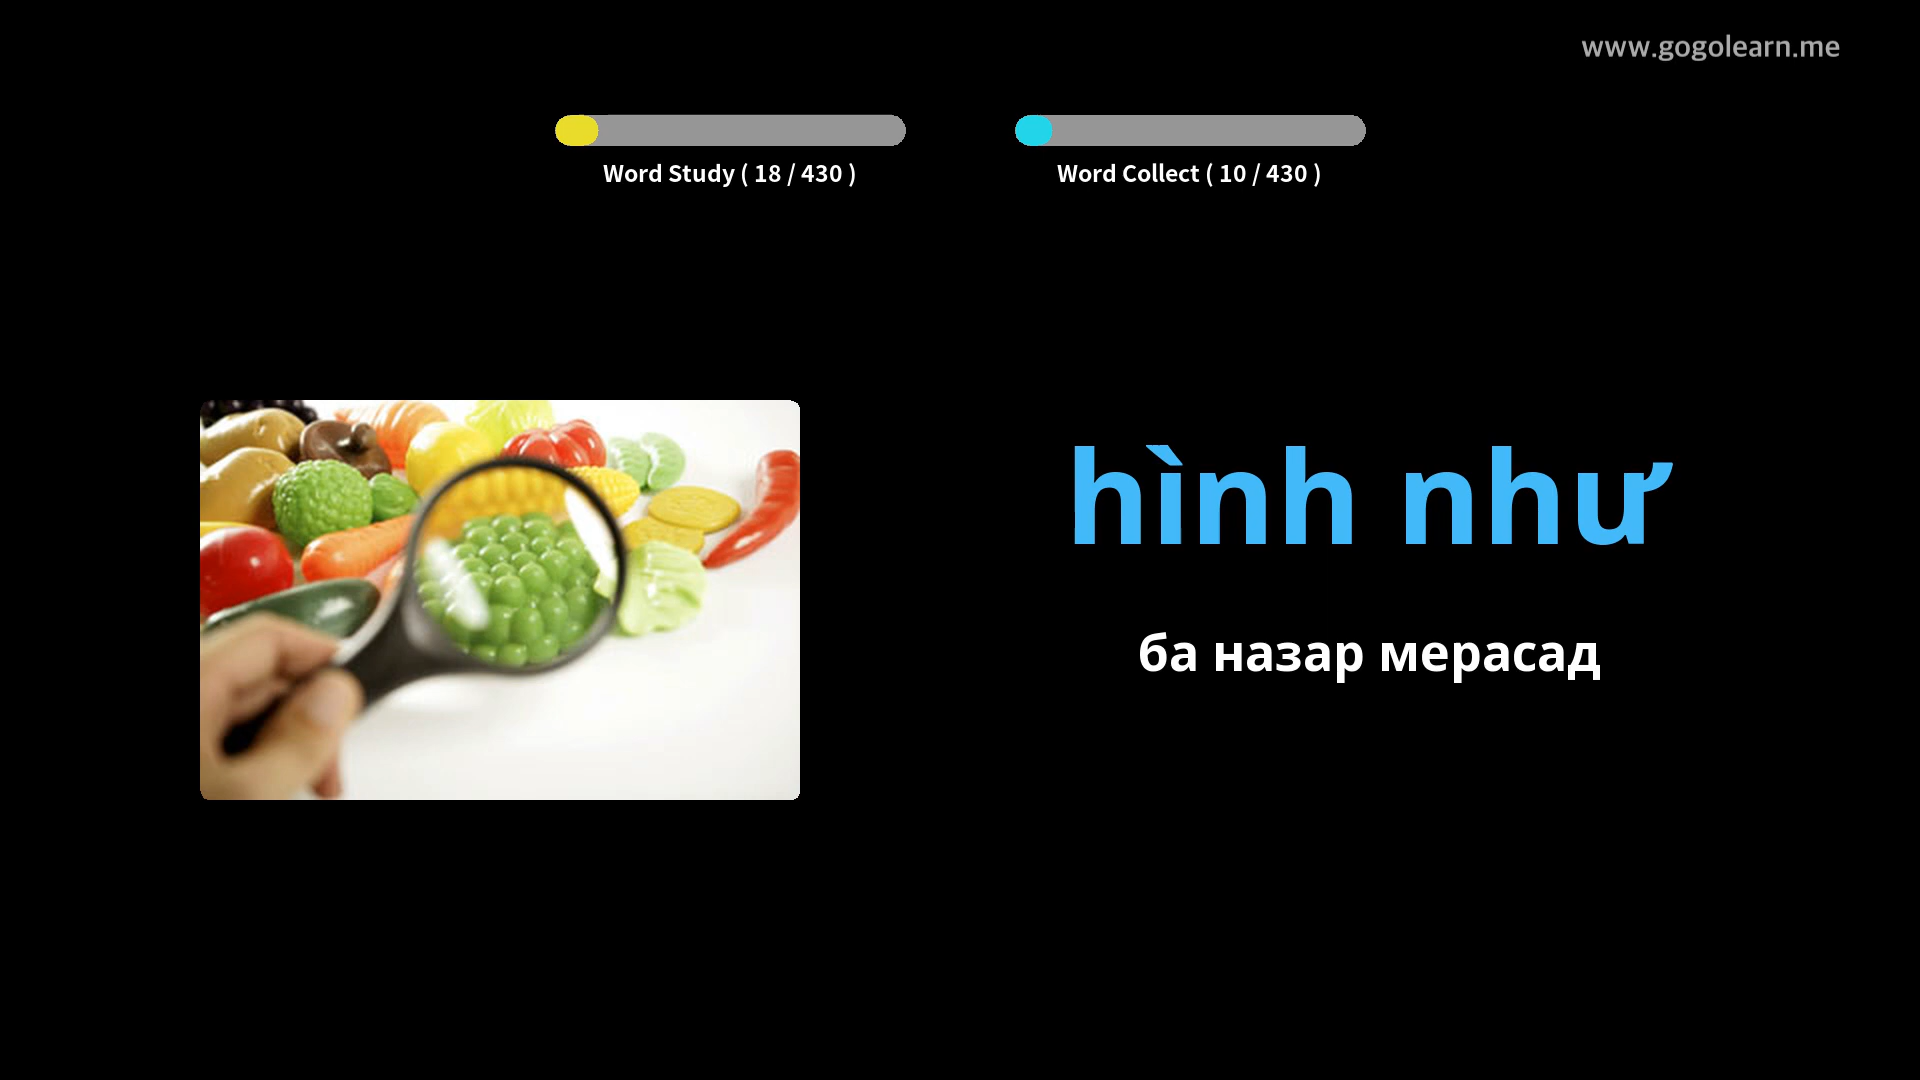 www.gogolearn.me
Word Study ( 18 / 430 )
Word Collect ( 10 / 430 )
hình như
ба назар мерасад